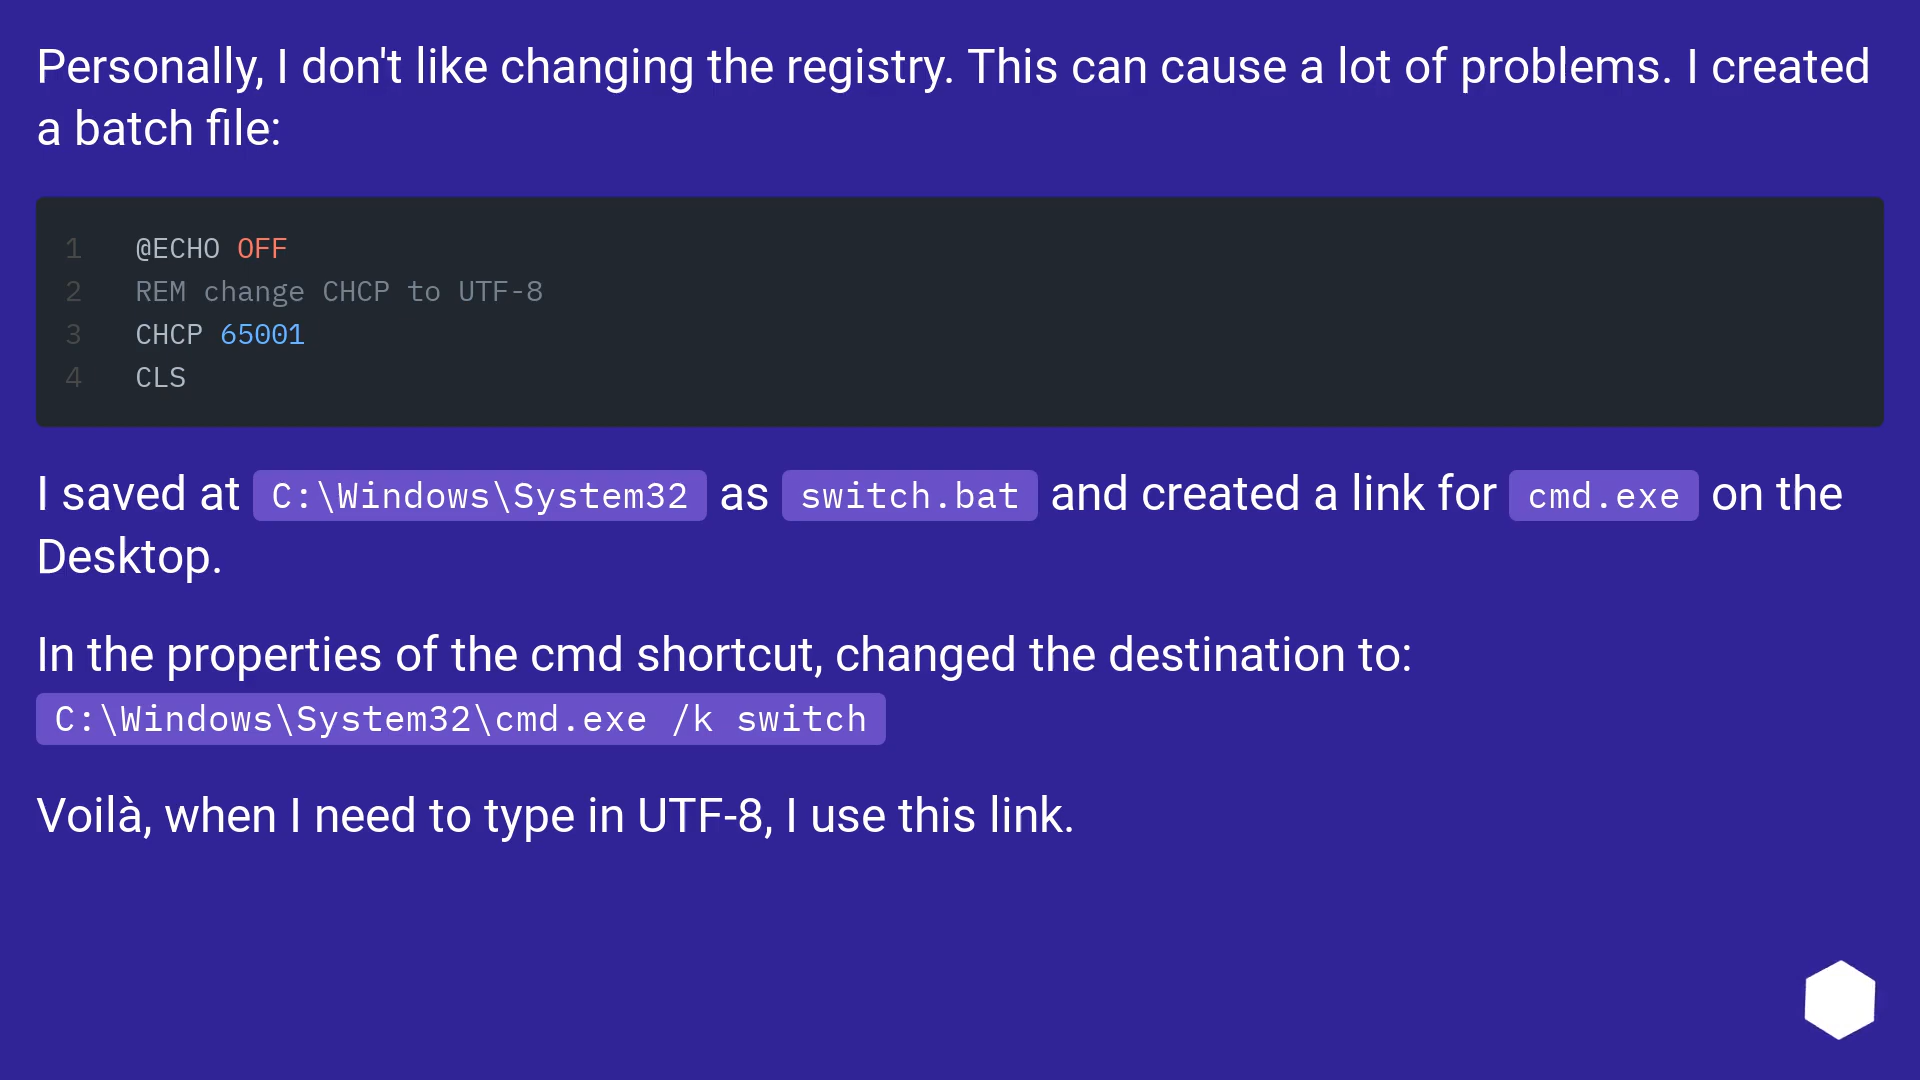 Personally, I don't like changing the registry. This can cause a lot of problems. I created
a batch file:
1 @ECHO OFF
2 REM change CHCP to UTF-8
3 CHCP 65001
4 CLS
I saved at C:\Windows\System32 as switch.bat and created a link for cmd.exe on the
Desktop.
In the properties of the cmd shortcut, changed the destination to:
C:\Windows\System32\cmd.exe /k switch
Voilà, when I need to type in UTF-8, I use this link.